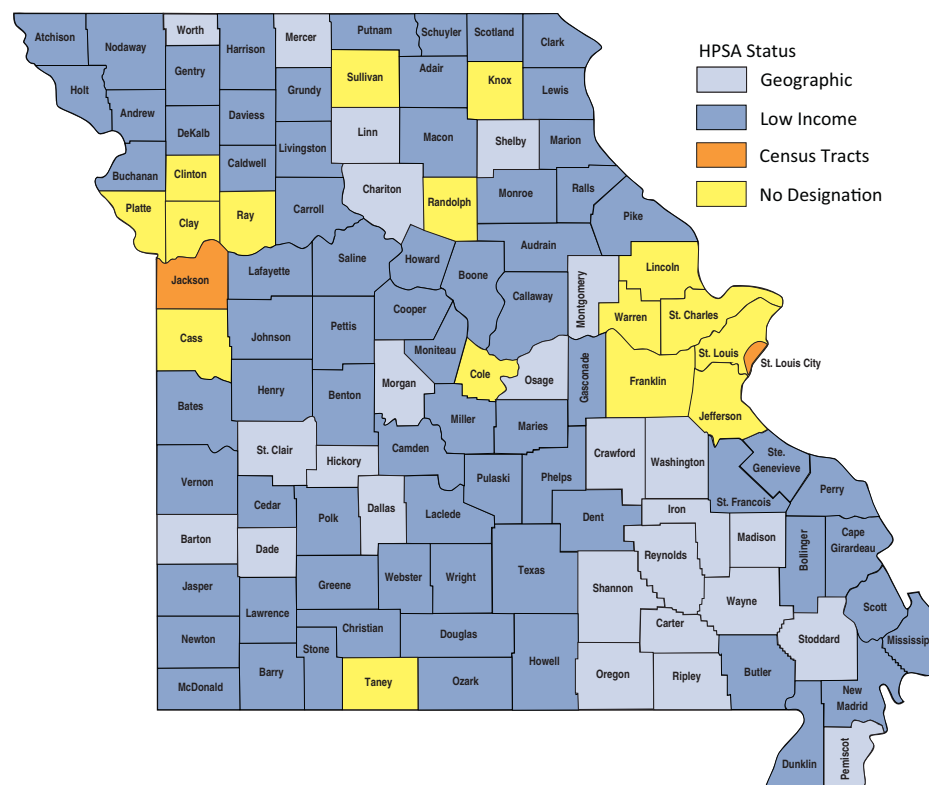 Worth
Mercer
Putnam
Schuyler
Scotland
Clark
Atchison
Nodaway
Harrison
HPSA Status
Gentry
Sullivan
Adair
Knox
Geographic
Holt
Grundy
Lewis
Andrew
Daviess
Low Income
DeKalb
Linn
Macon
Shelby
Marion
Livingston
Census Tracts
Buchanan
Clinton
Caldwell
Chariton
Monroe
Ralls
No Designation
Platte
Clay
Ray
Carroll
Randolph
Pike
Audrain
Jackson
Lafayette
Saline
Howard
Boone
Lincoln
Callaway
Montgomery
Cooper
Warren
St. Charles
Cass
Johnson
Pettis
Moniteau
St. Louis
St. Louis City
Cole
Osage
Gasconade
Franklin
Morgan
Bates
Henry
Benton
Miller
Maries
Jefferson
St. Clair
Hickory
Camden
Crawford
Washington
Ste.
Genevieve
Vernon
Pulaski
Phelps
Perry
St. Francois
Cedar
Polk
Dallas
Laclede
Dent
Iron
Barton
Dade
Reynolds
Madison
Bollinger
Cape
Girardeau
Jasper
Greene
Webster
Wright
Texas
Shannon
Wayne
Scott
Lawrence
Newton
Christian
Douglas
Carter
Stoddard
Mississip
Stone
McDonald
Barry
Taney
Ozark
Howell
Oregon
Ripley
Butler
New
Madrid
Dunklin
Pemiscot